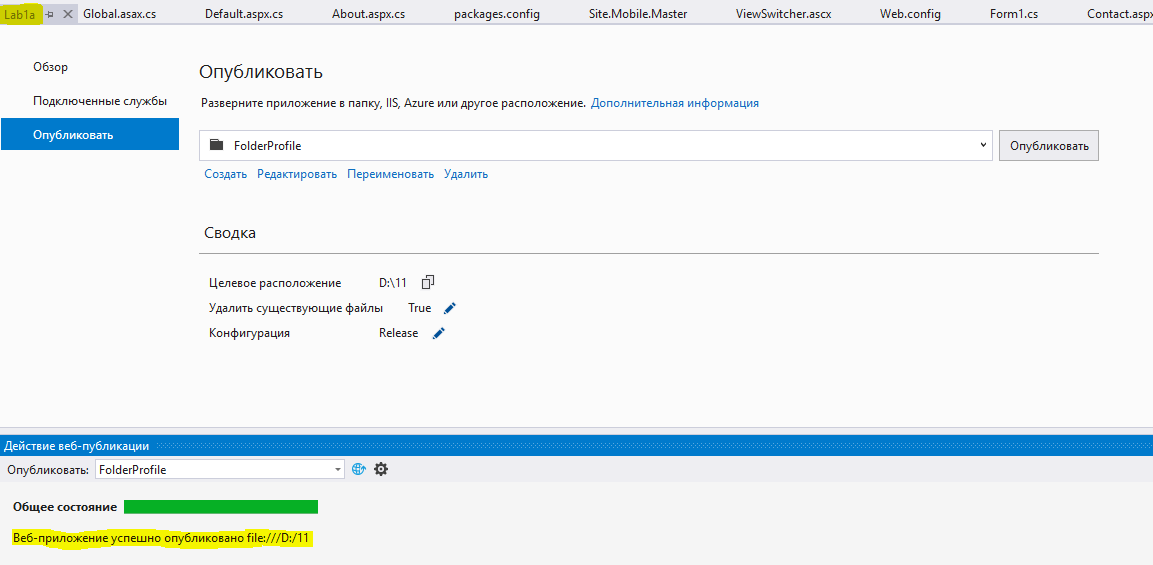 Lab1a Global.asax.cs Default.aspx.cs About.aspx.cs packages.config Site.Mobile.Master ViewSwitcher.ascx Web.config Form1.cs Contact.aspx
Обзор
Подключенные службы
Опубликовать
Опубликовать
Разверните приложение в папку, IIS, Azure или другое расположение. Дополнительная информация
FolderProfile Опубликовать
Создать Редактировать Переименовать Удалить
Сводка
Целевое расположение D:\11
Удалить существующие файлы True
Конфигурация Release
Действие веб-публикации
Опубликовать: FolderProfile
Общее состояние
Веб-приложение успешно опубликовано file:///D:/11